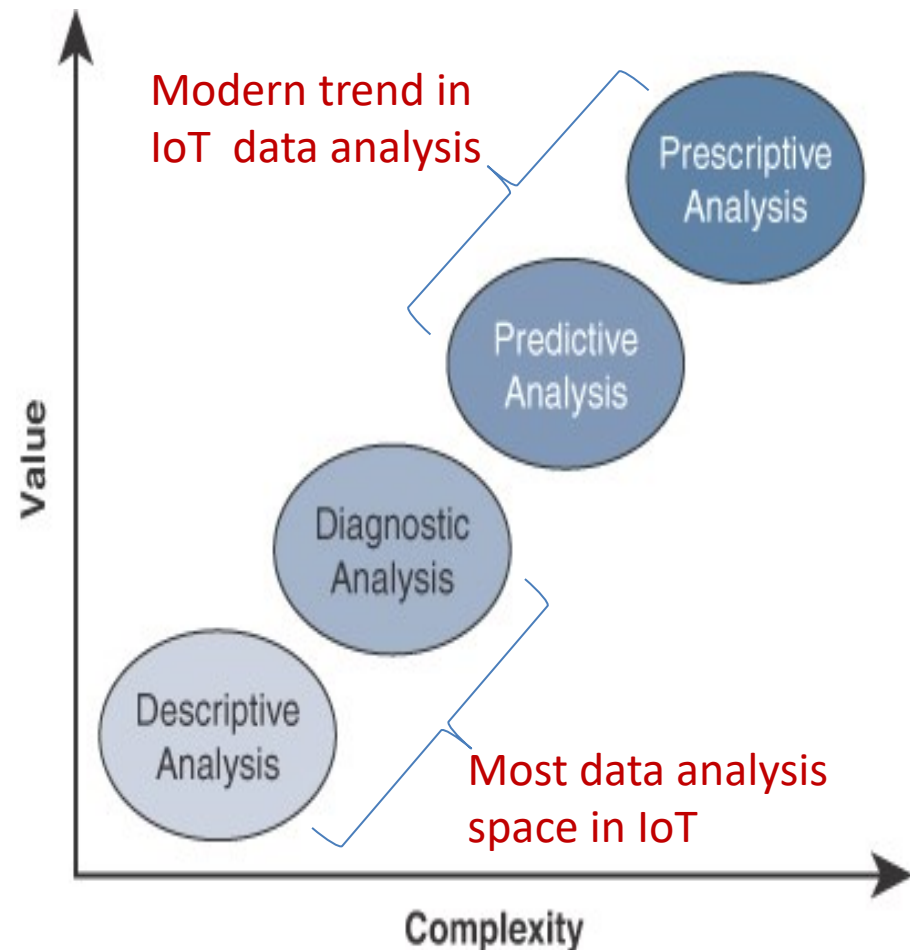 Modern trend in
IoT data analysis
Prescriptive
Analysis
Predictive
Analysis
Value
Diagnostic
Analysis
Descriptive
Analysis
Most data analysis
space in IoT
Complexity